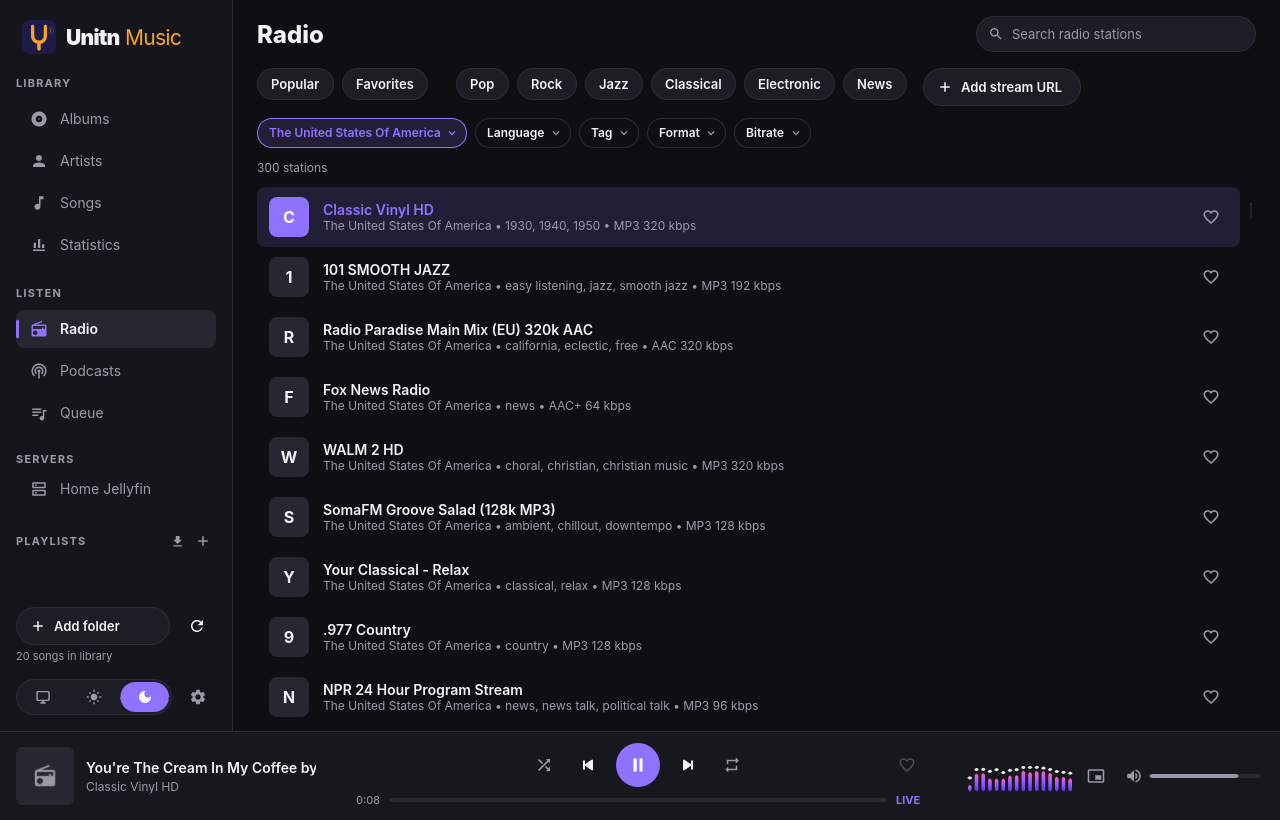 Unitn Music
LIBRARY
Albums
Artists
Songs
Statistics
LISTEN
Radio
Podcasts
Queue
SERVERS
Home Jellyfin
PLAYLISTS
Add folder
20 songs in library
Radio
Search radio stations
Popular Favorites Pop Rock Jazz Classical Electronic News Add stream URL
The United States Of America Language Tag Format Bitrate
300 stations
C
Classic Vinyl HD
The United States Of America • 1930, 1940, 1950 • MP3 320 kbps
1
101 SMOOTH JAZZ
The United States Of America • easy listening, jazz, smooth jazz • MP3 192 kbps
R
Radio Paradise Main Mix (EU) 320k AAC
The United States Of America • california, eclectic, free • AAC 320 kbps
F
Fox News Radio
The United States Of America • news • AAC+ 64 kbps
W
WALM 2 HD
The United States Of America • choral, christian, christian music • MP3 320 kbps
S
SomaFM Groove Salad (128k MP3)
The United States Of America • ambient, chillout, downtempo • MP3 128 kbps
Y
Your Classical - Relax
The United States Of America • classical, relax • MP3 128 kbps
9
.977 Country
The United States Of America • country • MP3 128 kbps
N
NPR 24 Hour Program Stream
The United States Of America • news, news talk, political talk • MP3 96 kbps
You're The Cream In My Coffee by
Classic Vinyl HD
0:08
LIVE